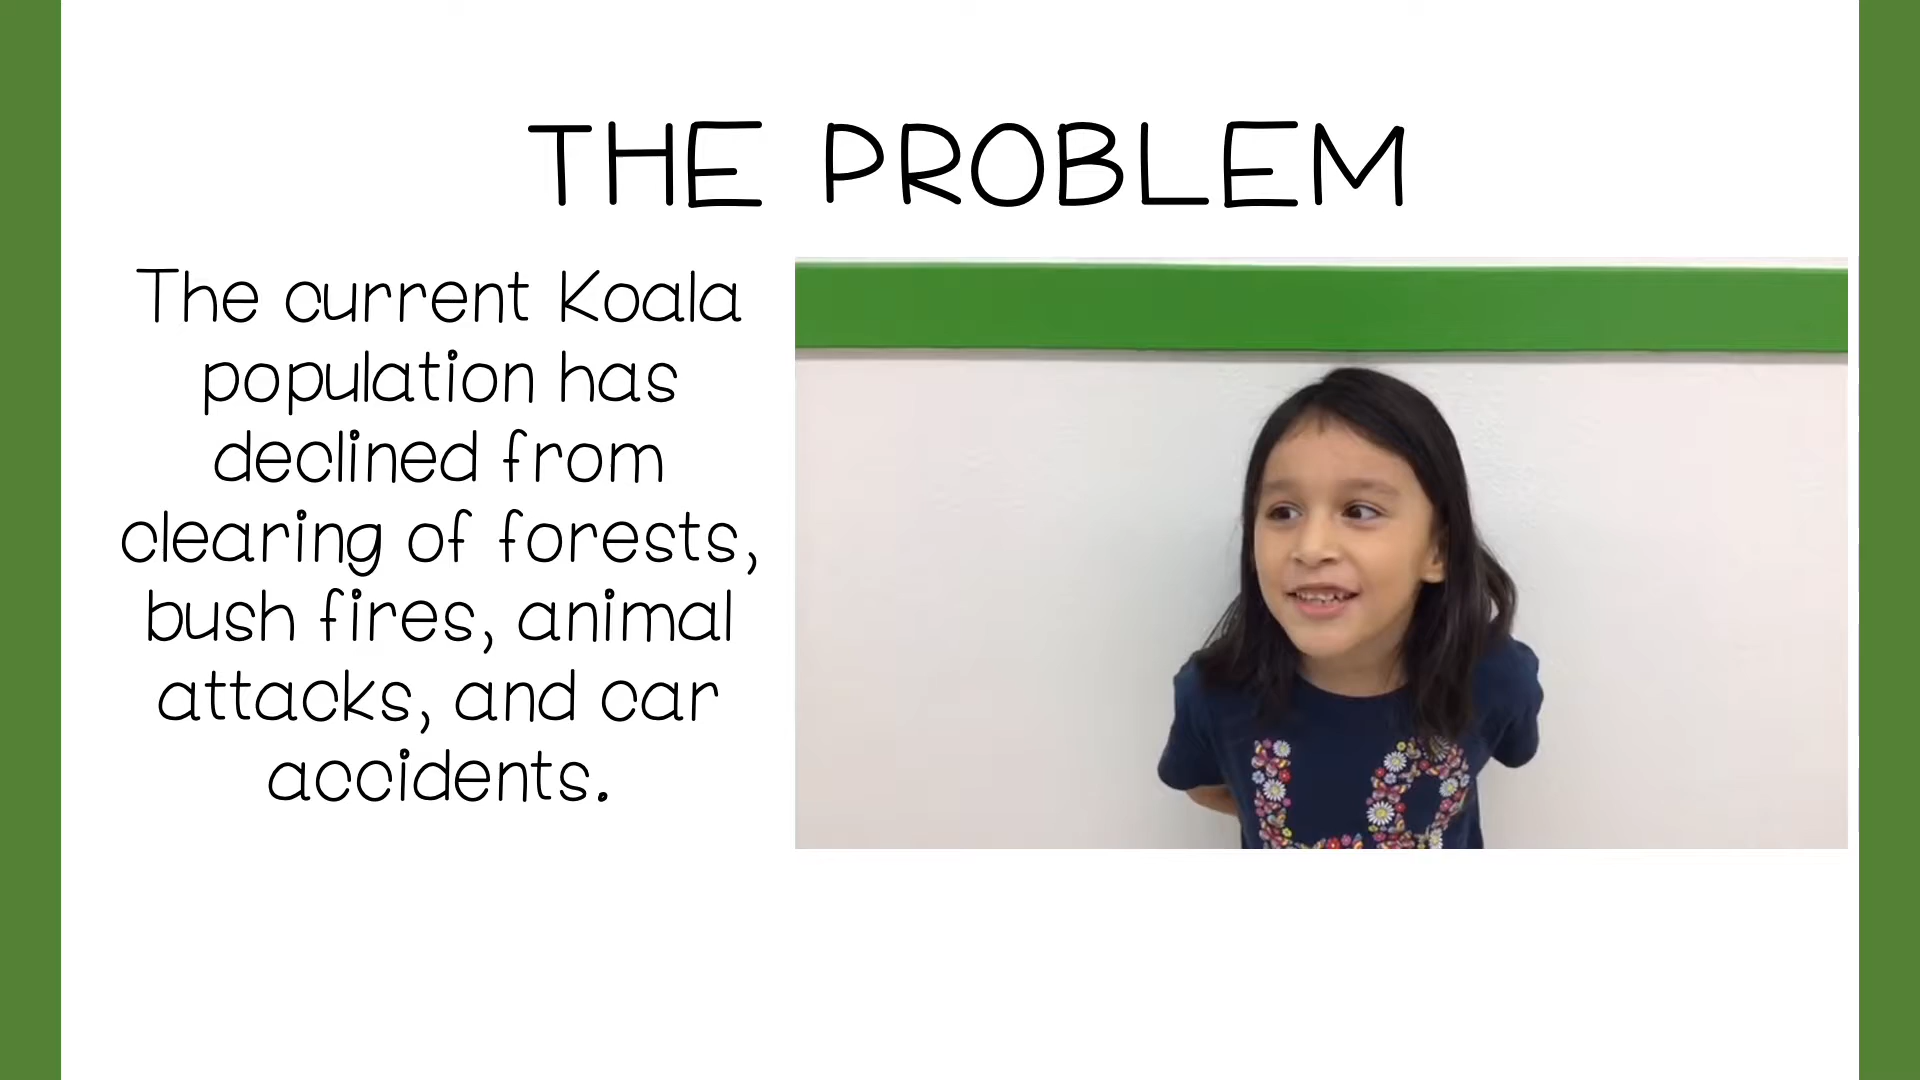 THE PROBLEM
The current Koala
population has
declined from
clearing of forests,
bush fires, animal
attacks, and car
accidents.